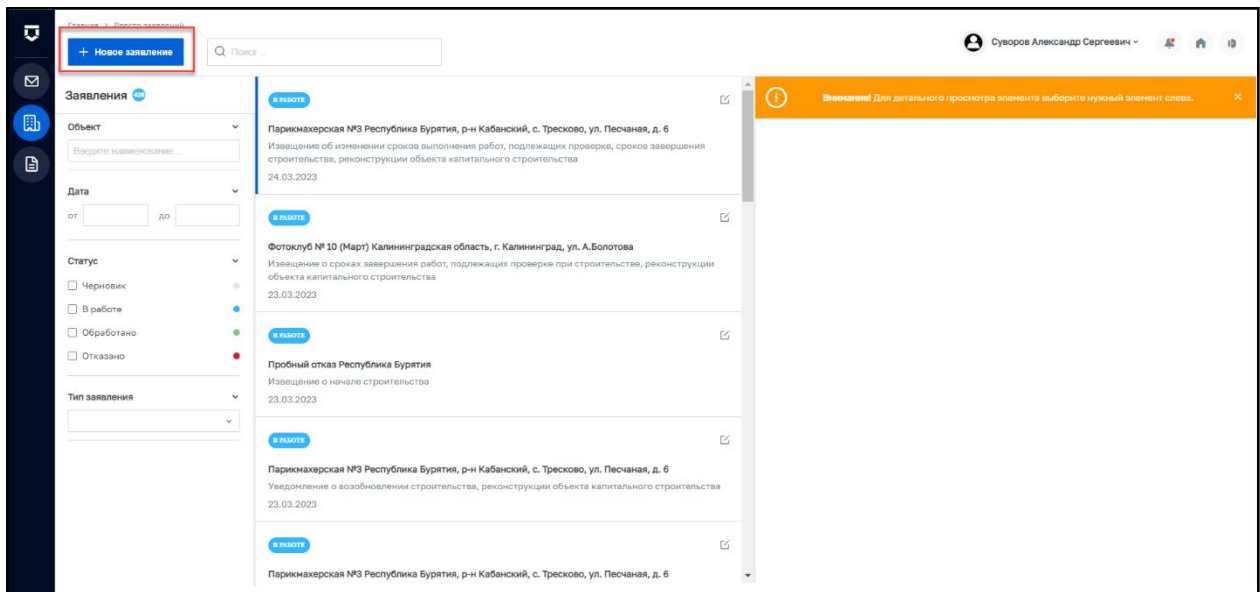 Главная > Реестр заявлений
+ Новое заявление
Поиск ...
Суворов Александр Сергеевич
Заявления
Объект
Введите наименование ...
Дата
от
до
Статус
Черновик
В работе
Обработано
Отказано
Тип заявления
В РАБОТЕ
Парикмахерская №3 Республика Бурятия, р-н Кабанский, с. Тресково, ул. Песчаная, д. 6
Извещение об изменении сроков выполнения работ, подлежащих проверке, сроков завершения
строительства, реконструкции объекта капитального строительства
24.03.2023
В РАБОТЕ
Фотоклуб № 10 (Март) Калининградская область, г. Калининград, ул. А.Болотова
Извещение о сроках завершения работ, подлежащих проверке при строительстве, реконструкции
объекта капитального строительства
23.03.2023
В РАБОТЕ
Пробный отказ Республика Бурятия
Извещение о начале строительства
23.03.2023
В РАБОТЕ
Парикмахерская №3 Республика Бурятия, р-н Кабанский, с. Тресково, ул. Песчаная, д. 6
Уведомление о возобновлении строительства, реконструкции объекта капитального строительства
23.03.2023
В РАБОТЕ
Парикмахерская №3 Республика Бурятия, р-н Кабанский, с. Тресково, ул. Песчаная, д. 6
Внимание! Для детального просмотра элемента выберите нужный элемент слева.